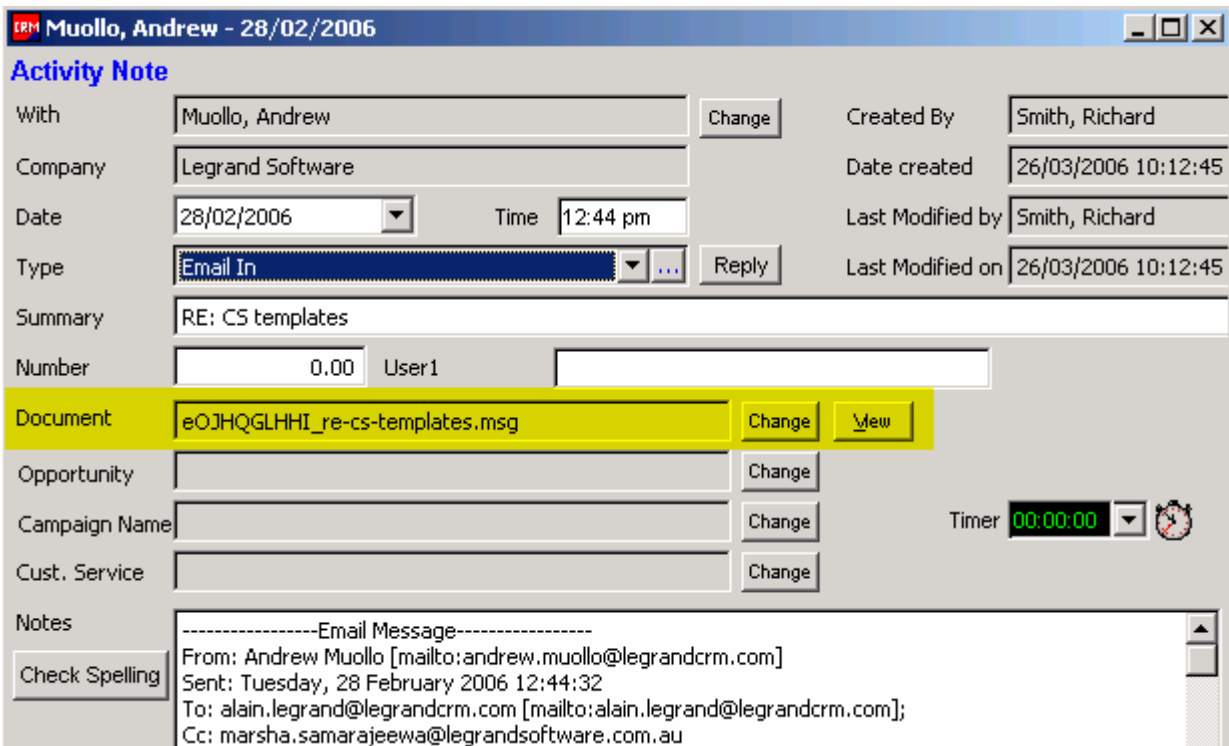 CRM Muollo, Andrew - 28/02/2006
Activity Note
With Muollo, Andrew Change Created By Smith, Richard
Company Legrand Software Date created 26/03/2006 10:12:45
Date 28/02/2006 Time 12:44 pm Last Modified by Smith, Richard
Type Email In ... Reply Last Modified on 26/03/2006 10:12:45
Summary RE: CS templates
Number 0.00 User1
Document eOJHQGLHHI_re-cs-templates.msg Change View
Opportunity Change
Campaign Name Change Timer 00:00:00
Cust. Service Change
Notes -----------------Email Message-----------------
From: Andrew Muollo [mailto:andrew.muollo@legrandcrm.com]
Check Spelling Sent: Tuesday, 28 February 2006 12:44:32
To: alain.legrand@legrandcrm.com [mailto:alain.legrand@legrandcrm.com];
Cc: marsha.samarajeewa@legrandsoftware.com.au